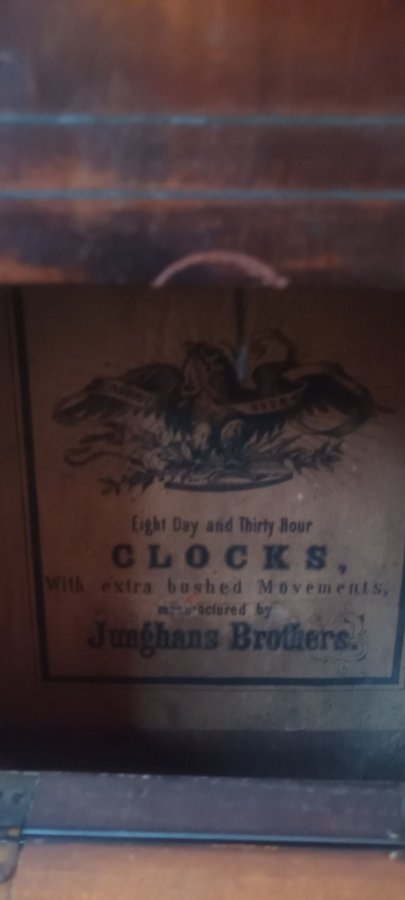 Eight Day and Thirty Hour
CLOCKS,
With extra bushed Movements,
manufactured by
Junghans Brothers.